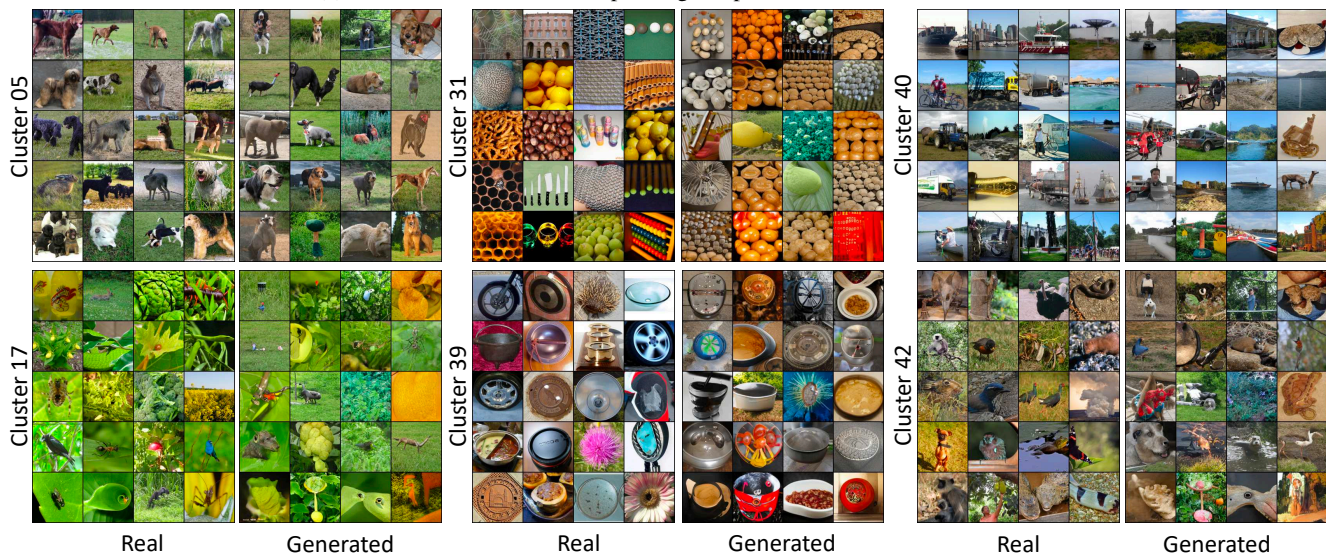 Cluster 05
Cluster 31
Cluster 40
Cluster 17
Cluster 39
Cluster 42
Real
Generated
Real
Generated
Real
Generated